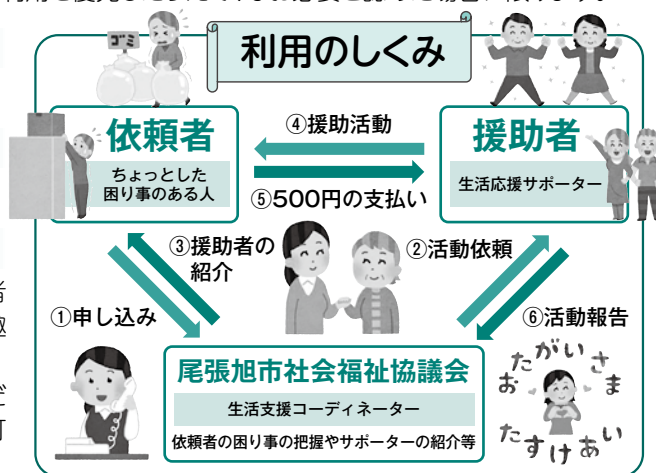 利用のしくみ
ゴミ
依頼者
ちょっとした
困り事のある人
④援助活動
⑤500円の支払い
援助者
生活応援サポーター
③援助者の
紹介
②活動依頼
①申し込み
⑥活動報告
尾張旭市社会福祉協議会
生活支援コーディネーター
依頼者の困り事の把握やサポーターの紹介等
おたがいさま
たすけあい